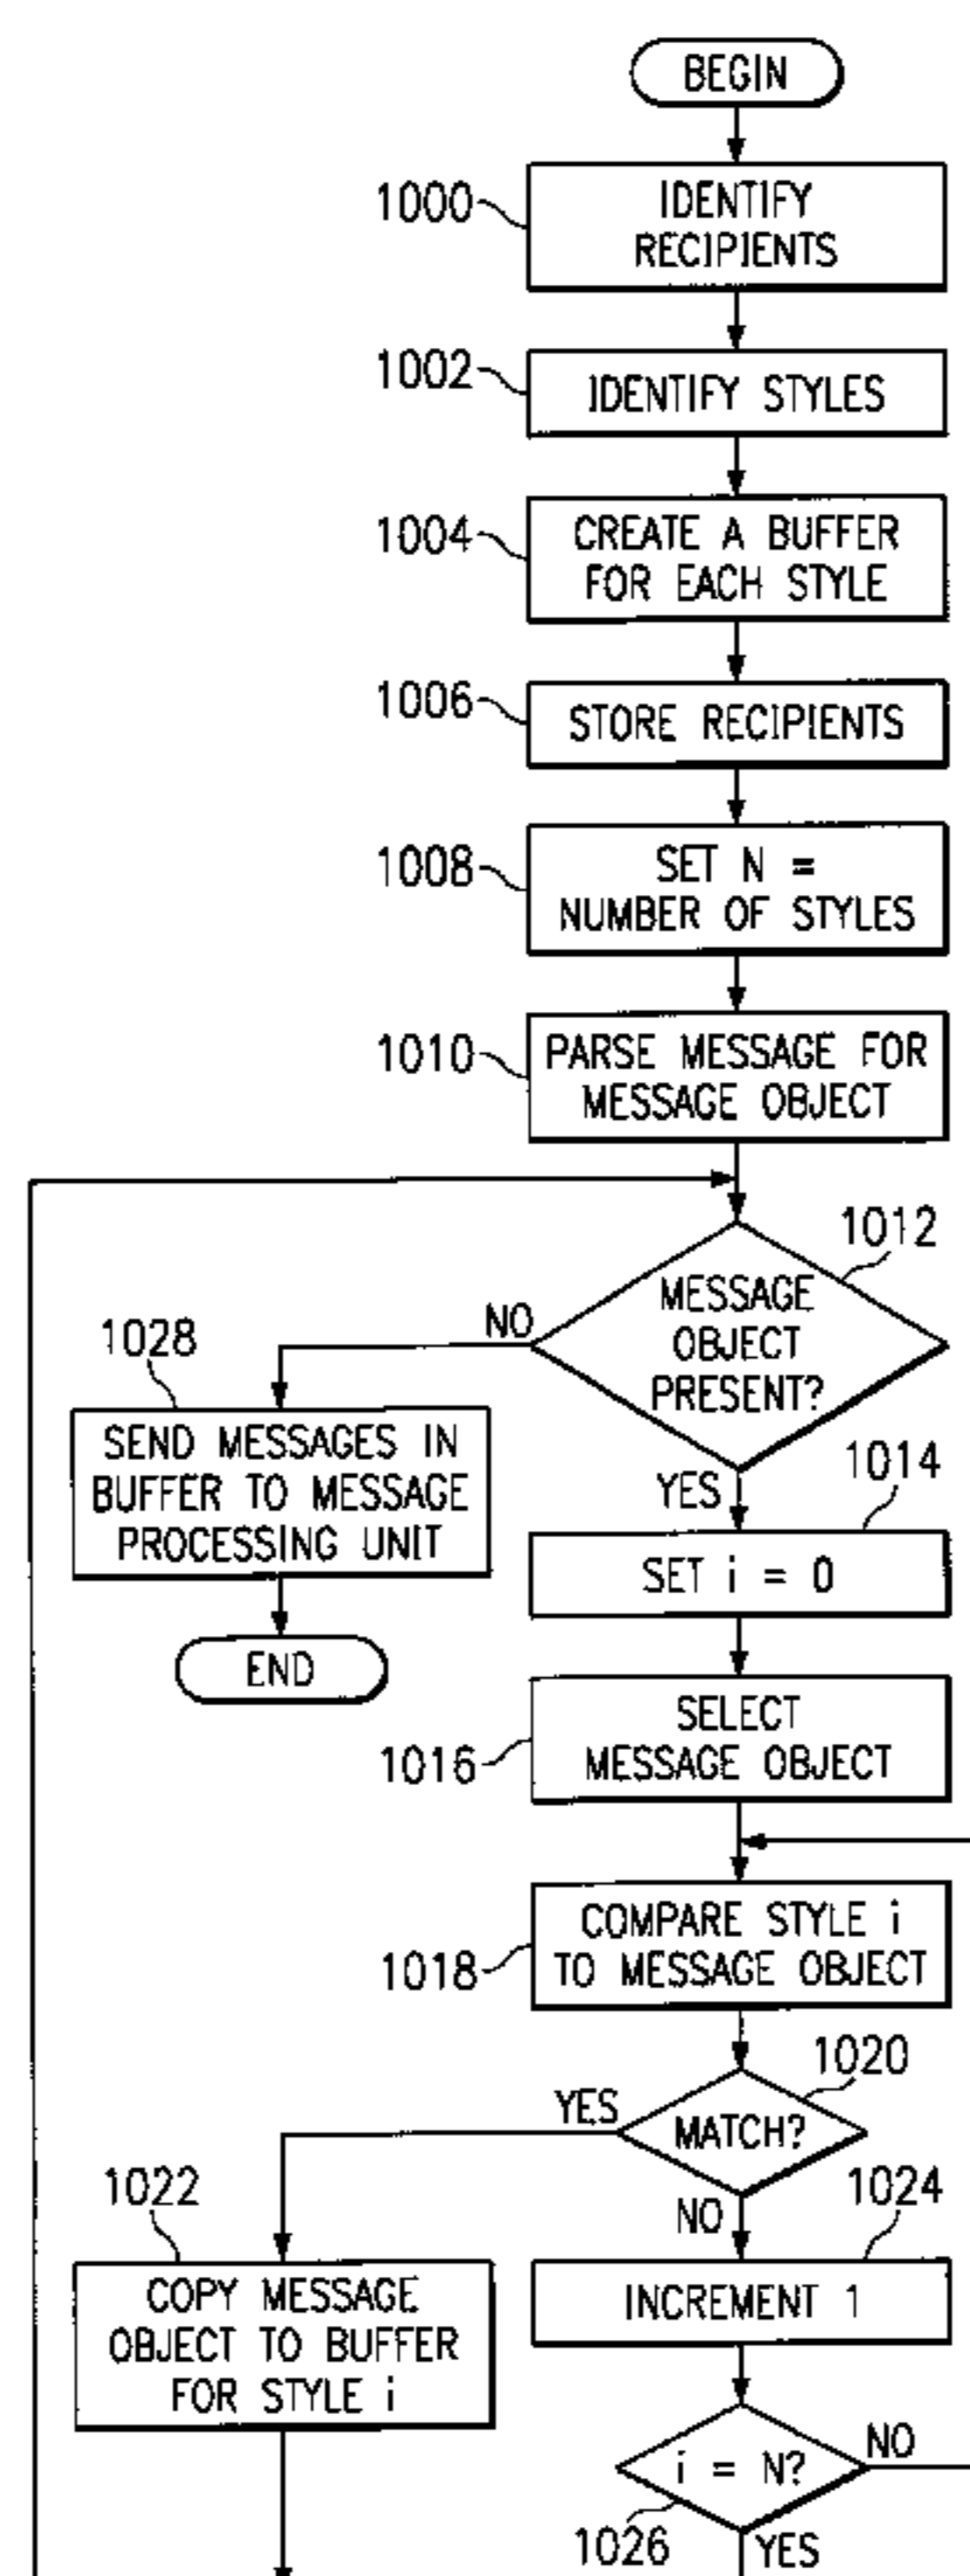 BEGIN
1000
IDENTIFY
RECIPIENTS
1002
IDENTIFY STYLES
1004
CREATE A BUFFER
FOR EACH STYLE
1006
STORE RECIPIENTS
1008
SET N =
NUMBER OF STYLES
1010
PARSE MESSAGE FOR
MESSAGE OBJECT
1012
MESSAGE
OBJECT
PRESENT?
NO
1028
SEND MESSAGES IN
BUFFER TO MESSAGE
PROCESSING UNIT
END
YES
1014
SET i = 0
1016
SELECT
MESSAGE OBJECT
1018
COMPARE STYLE i
TO MESSAGE OBJECT
1020
MATCH?
YES
1022
COPY MESSAGE
OBJECT TO BUFFER
FOR STYLE i
NO
1024
INCREMENT 1
i = N?
NO
1026
YES